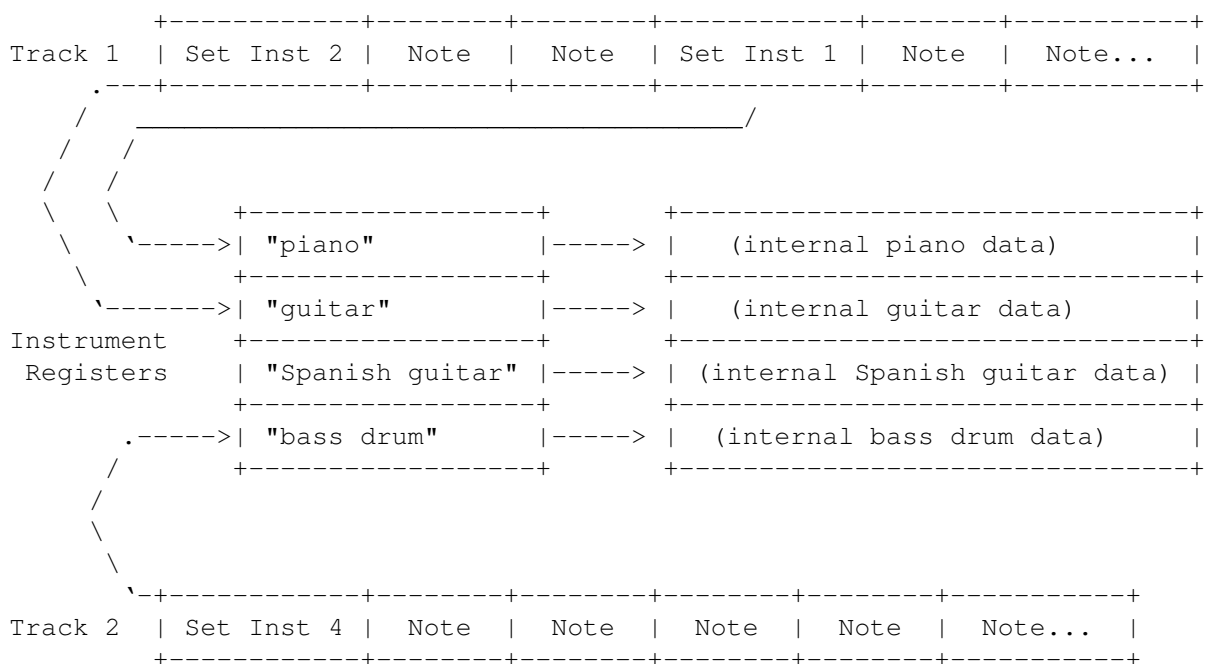 Track 1 | Set Inst 2 | Note | Note | Set Inst 1 | Note | Note... |
| "piano" |-----> | (internal piano data) |
| "guitar" |-----> | (internal guitar data) |
Instrument
Registers | "Spanish guitar" |-----> | (internal Spanish guitar data) |
| "bass drum" |-----> | (internal bass drum data) |
Track 2 | Set Inst 4 | Note | Note | Note | Note | Note... |